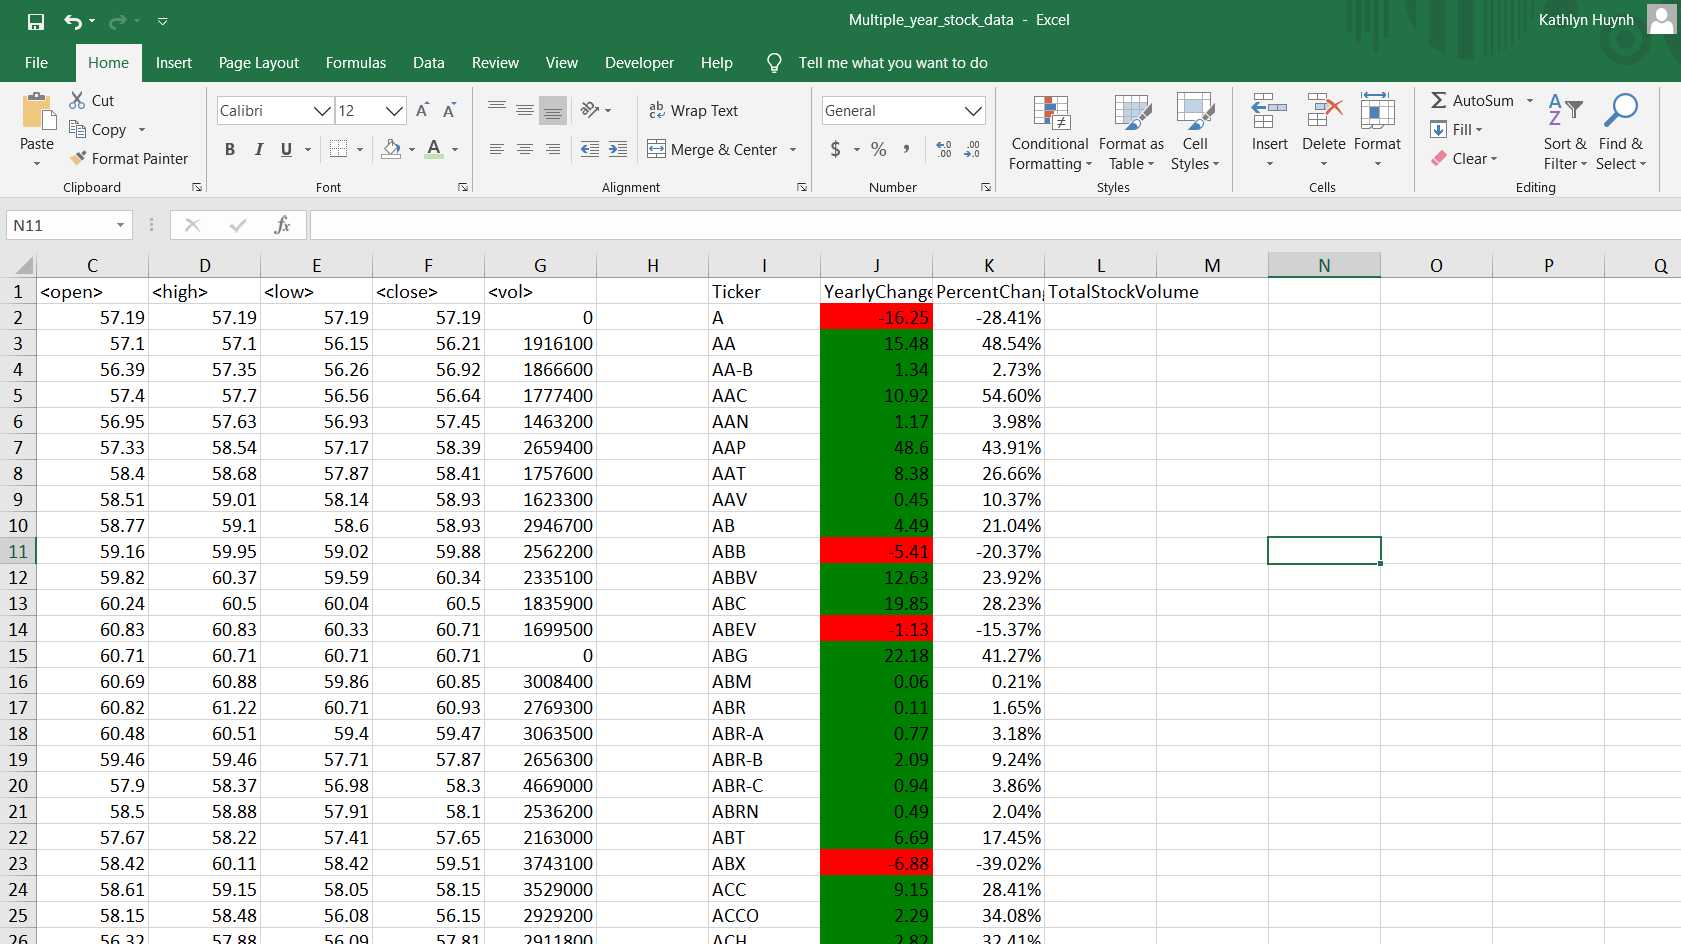 Multiple_year_stock_data - Excel
Kathlyn Huynh
File Home Insert Page Layout Formulas Data Review View Developer Help Tell me what you want to do
Paste Cut Copy Format Painter Clipboard
Calibri 12 B I U A A A Font
Wrap Text Merge & Center Alignment
General $ % , Number
Conditional Formatting Format as Table Cell Styles Styles
Insert Delete Format Cells
AutoSum Fill Clear Sort & Filter Find & Select Editing
N11 fx
C D E F G H I J K L M N O P Q
1 <open> <high> <low> <close> <vol> Ticker YearlyChange PercentChang TotalStockVolume
2 57.19 57.19 57.19 57.19 0 A -16.25 -28.41%
3 57.1 57.1 56.15 56.21 1916100 AA 15.48 48.54%
4 56.39 57.35 56.26 56.92 1866600 AA-B 1.34 2.73%
5 57.4 57.7 56.56 56.64 1777400 AAC 10.92 54.60%
6 56.95 57.63 56.93 57.45 1463200 AAN 1.17 3.98%
7 57.33 58.54 57.17 58.39 2659400 AAP 48.6 43.91%
8 58.4 58.68 57.87 58.41 1757600 AAT 8.38 26.66%
9 58.51 59.01 58.14 58.93 1623300 AAV 0.45 10.37%
10 58.77 59.1 58.6 58.93 2946700 AB 4.49 21.04%
11 59.16 59.95 59.02 59.88 2562200 ABB -5.41 -20.37%
12 59.82 60.37 59.59 60.34 2335100 ABBV 12.63 23.92%
13 60.24 60.5 60.04 60.5 1835900 ABC 19.85 28.23%
14 60.83 60.83 60.33 60.71 1699500 ABEV -1.13 -15.37%
15 60.71 60.71 60.71 60.71 0 ABG 22.18 41.27%
16 60.69 60.88 59.86 60.85 3008400 ABM 0.06 0.21%
17 60.82 61.22 60.71 60.93 2769300 ABR 0.11 1.65%
18 60.48 60.51 59.4 59.47 3063500 ABR-A 0.77 3.18%
19 59.46 59.46 57.71 57.87 2656300 ABR-B 2.09 9.24%
20 57.9 58.37 56.98 58.3 4669000 ABR-C 0.94 3.86%
21 58.5 58.88 57.91 58.1 2536200 ABRN 0.49 2.04%
22 57.67 58.22 57.41 57.65 2163000 ABT 6.69 17.45%
23 58.42 60.11 58.42 59.51 3743100 ABX -6.88 -39.02%
24 58.61 59.15 58.05 58.15 3529000 ACC 9.15 28.41%
25 58.15 58.48 56.08 56.15 2929200 ACCO 2.29 34.08%
26 56.32 57.88 56.09 57.81 2911800 ACH 2.82 32.41%